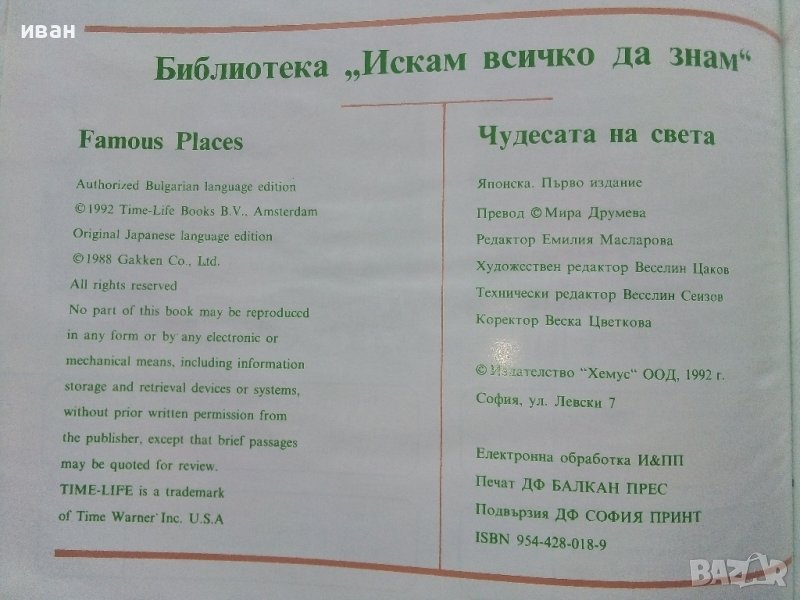 иван
Библиотека „Искам всичко да знам“
Famous Places
Authorized Bulgarian language edition
©1992 Time-Life Books B.V., Amsterdam
Original Japanese language edition
©1988 Gakken Co., Ltd.
All rights reserved
No part of this book may be reproduced
in any form or by any electronic or
mechanical means, including information
storage and retrieval devices or systems,
without prior written permission from
the publisher, except that brief passages
may be quoted for review.
TIME-LIFE is a trademark
of Time Warner Inc. U.S.A
Чудесата на света
Японска. Първо издание
Превод © Мира Друмева
Редактор Емилия Масларова
Художествен редактор Веселин Цаков
Технически редактор Веселин Сеизов
Коректор Веска Цветкова
© Издателство "Хемус“ ООД, 1992 г.
София, ул. Левски 7
Електронна обработка И&ПП
Печат ДФ БАЛКАН ПРЕС
Подвързия ДФ СОФИЯ ПРИНТ
ISBN 954-428-018-9
BAZAR